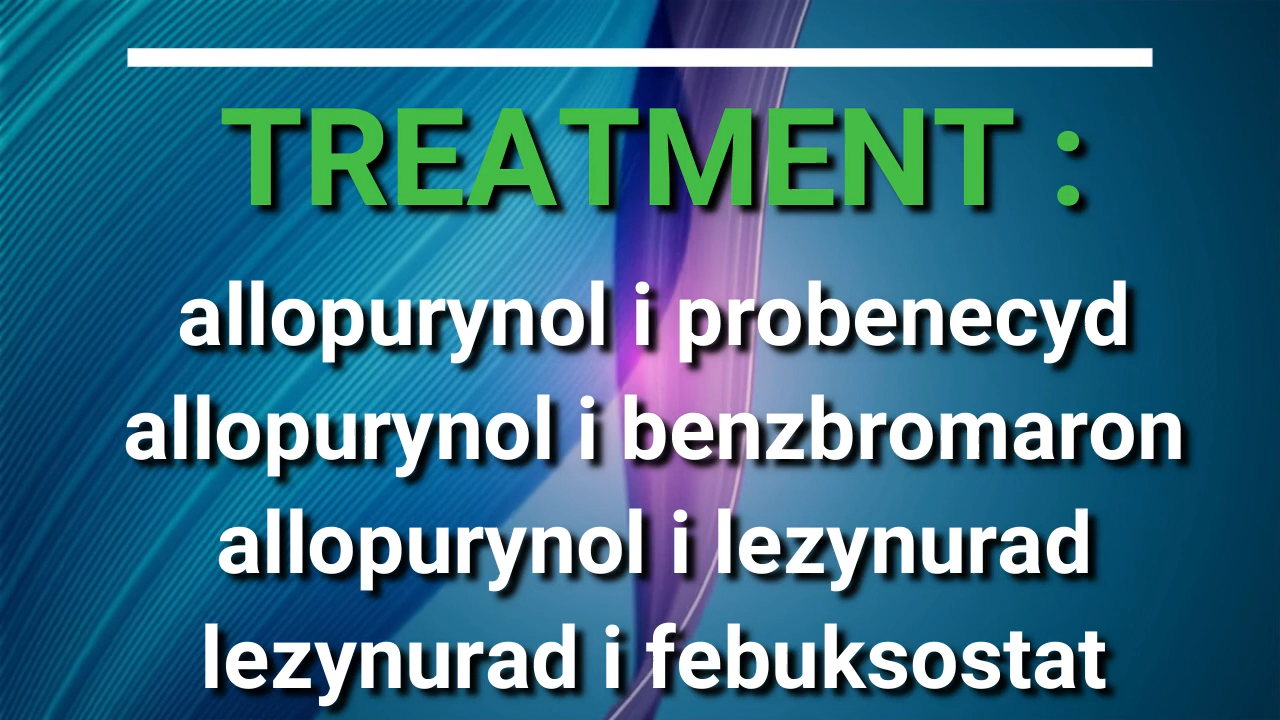 TREATMENT :
allopurynol i probenecyd
allopurynol i benzbromaron
allopurynol i lezynurad
lezynurad i febuksostat